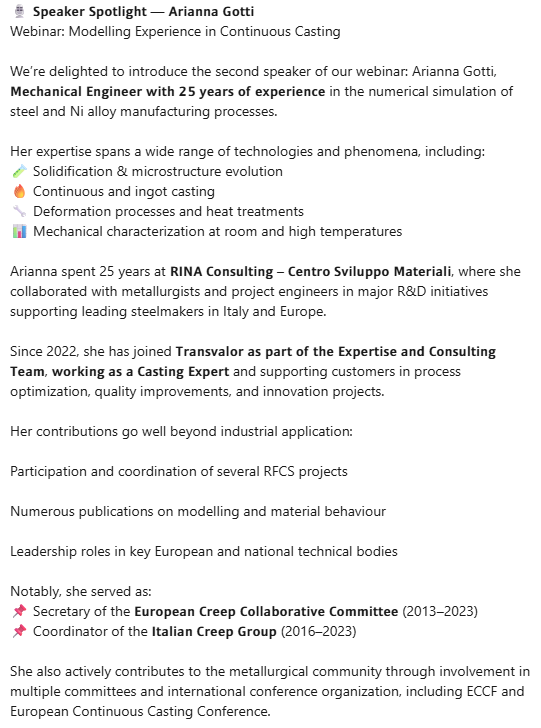 🎙️ Speaker Spotlight — Arianna Gotti
Webinar: Modelling Experience in Continuous Casting
We're delighted to introduce the second speaker of our webinar: Arianna Gotti,
Mechanical Engineer with 25 years of experience in the numerical simulation of
steel and Ni alloy manufacturing processes.
Her expertise spans a wide range of technologies and phenomena, including:
🧪 Solidification & microstructure evolution
🔥 Continuous and ingot casting
🔧 Deformation processes and heat treatments
📊 Mechanical characterization at room and high temperatures
Arianna spent 25 years at RINA Consulting – Centro Sviluppo Materiali, where she
collaborated with metallurgists and project engineers in major R&D initiatives
supporting leading steelmakers in Italy and Europe.
Since 2022, she has joined Transvalor as part of the Expertise and Consulting
Team, working as a Casting Expert and supporting customers in process
optimization, quality improvements, and innovation projects.
Her contributions go well beyond industrial application:
Participation and coordination of several RFCS projects
Numerous publications on modelling and material behaviour
Leadership roles in key European and national technical bodies
Notably, she served as:
📌 Secretary of the European Creep Collaborative Committee (2013–2023)
📌 Coordinator of the Italian Creep Group (2016–2023)
She also actively contributes to the metallurgical community through involvement in
multiple committees and international conference organization, including ECCF and
European Continuous Casting Conference.